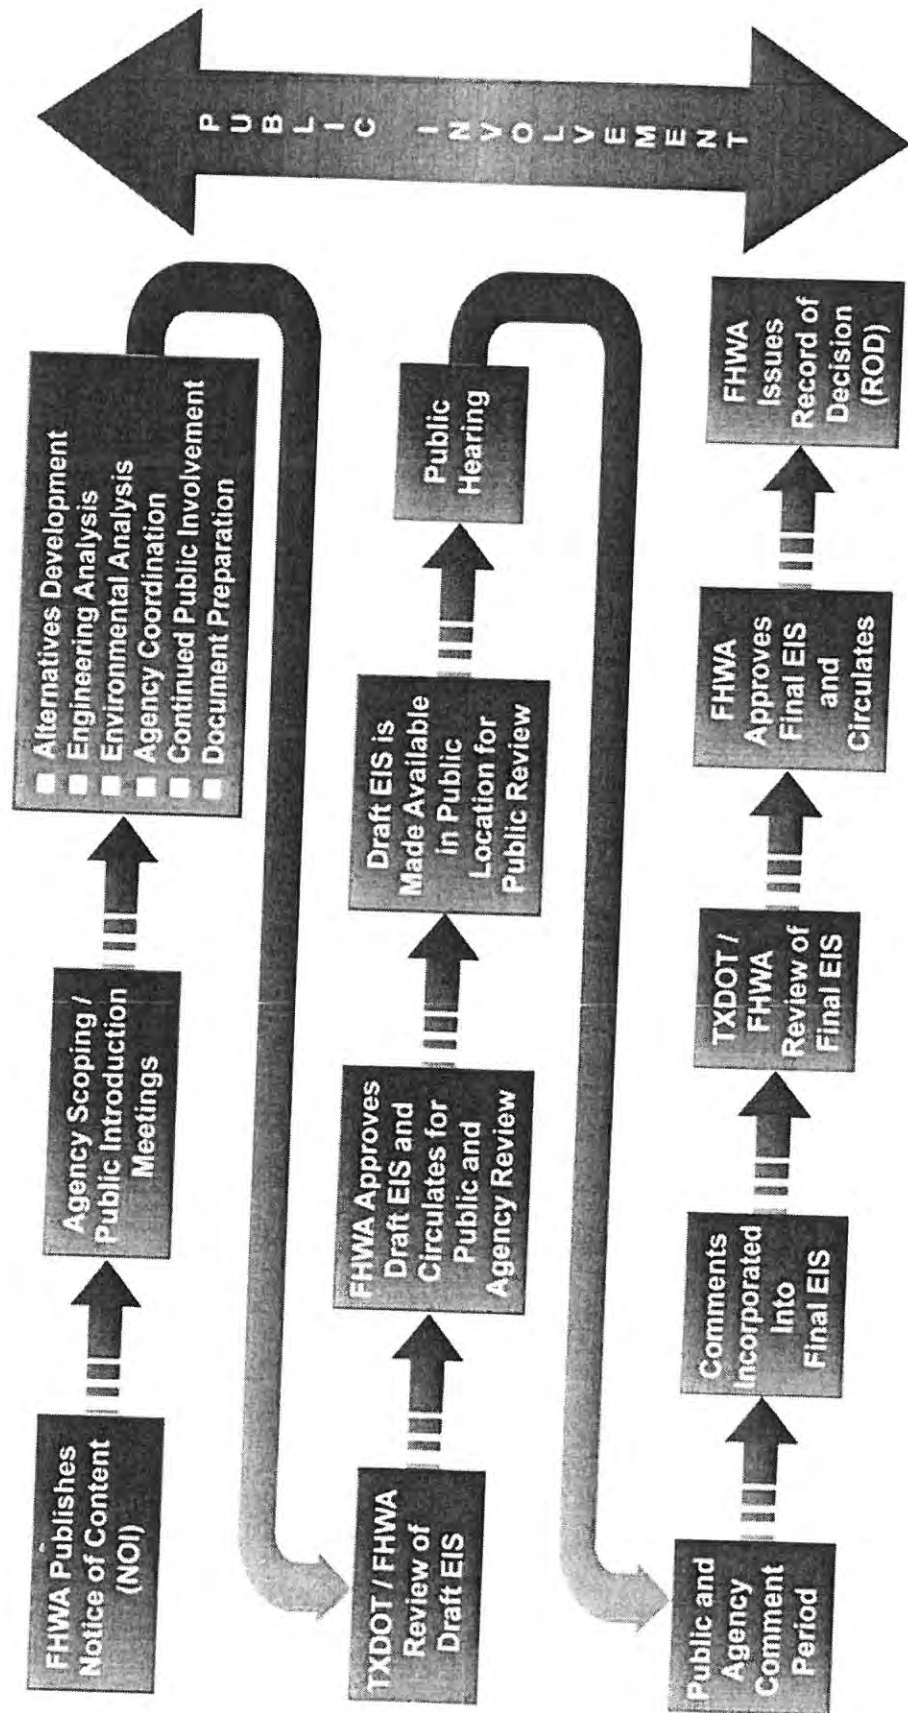 FHWA Publishes
Notice of Content
(NOI)
Agency Scoping /
Public Introduction
Meetings
Alternatives Development
Engineering Analysis
Environmental Analysis
Agency Coordination
Continued Public Involvement
Document Preparation
TXDOT / FHWA
Review of
Draft EIS
FHWA Approves
Draft EIS and
Circulates for
Public and
Agency Review
Draft EIS is
Made Available
in Public
Location for
Public Review
Public
Hearing
Public and
Agency
Comment
Period
Comments
Incorporated
Into
Final EIS
TXDOT /
FHWA
Review of
Final EIS
FHWA
Approves
Final EIS
and
Circulates
FHWA
Issues
Record of
Decision
(ROD)
PUBLIC INVOLVEMENT